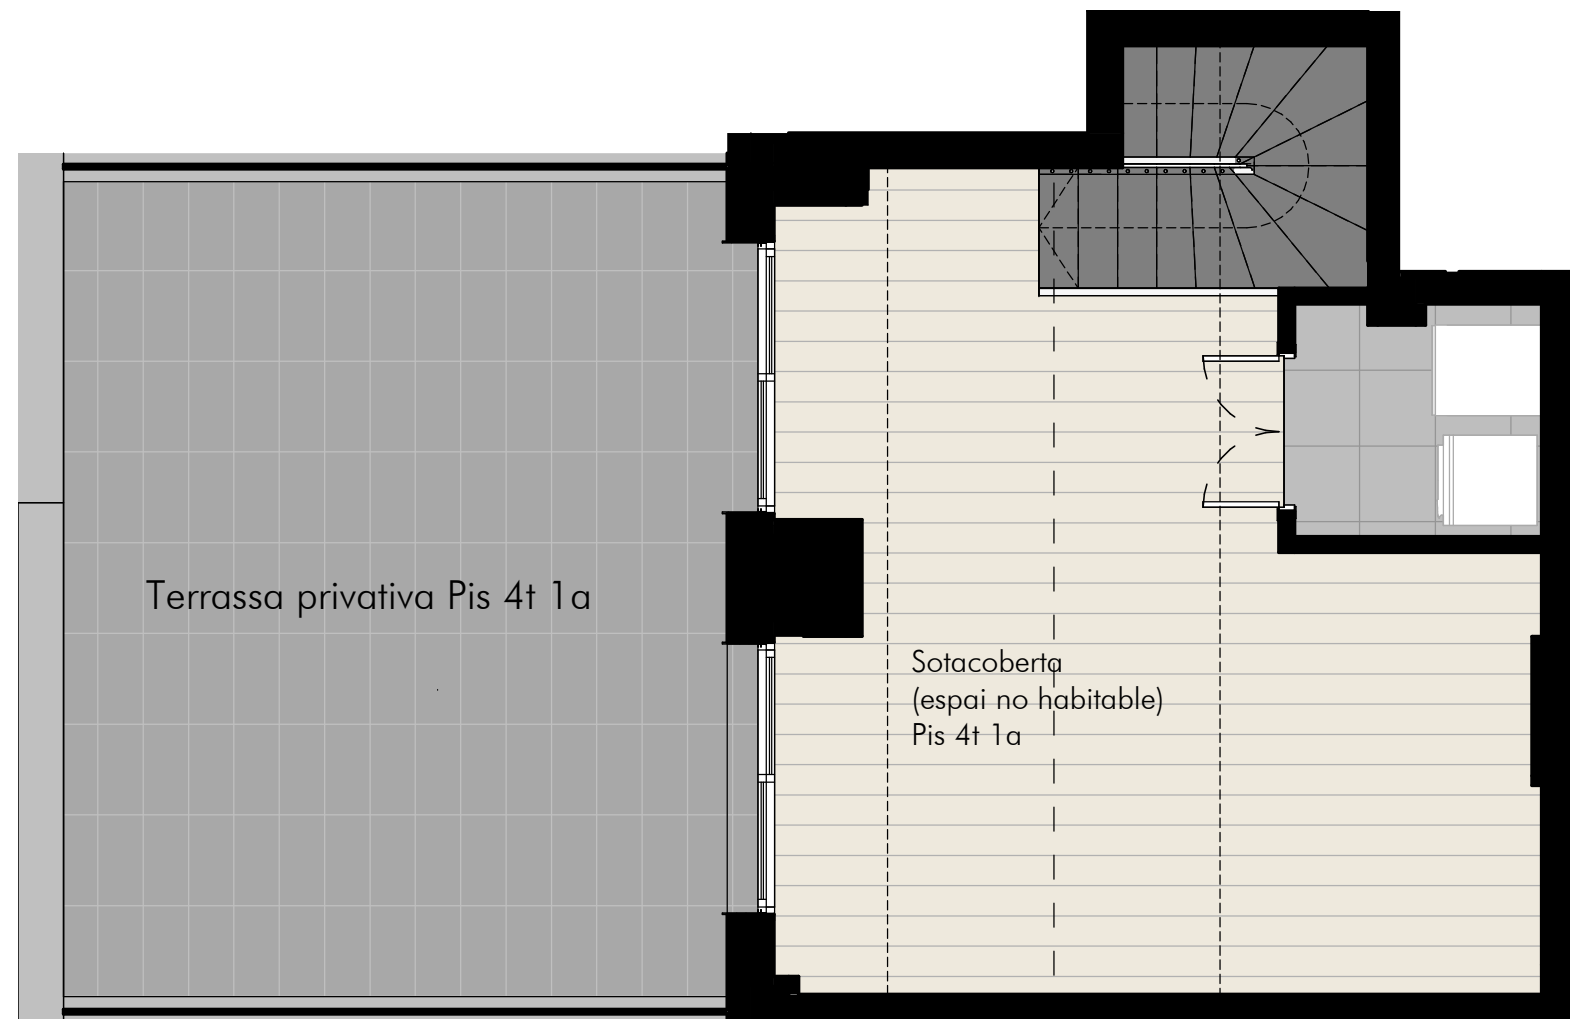 Terrassa privativa Pis 4t 1a
Sotacoberta
(espai no habitable)
Pis 4t 1a